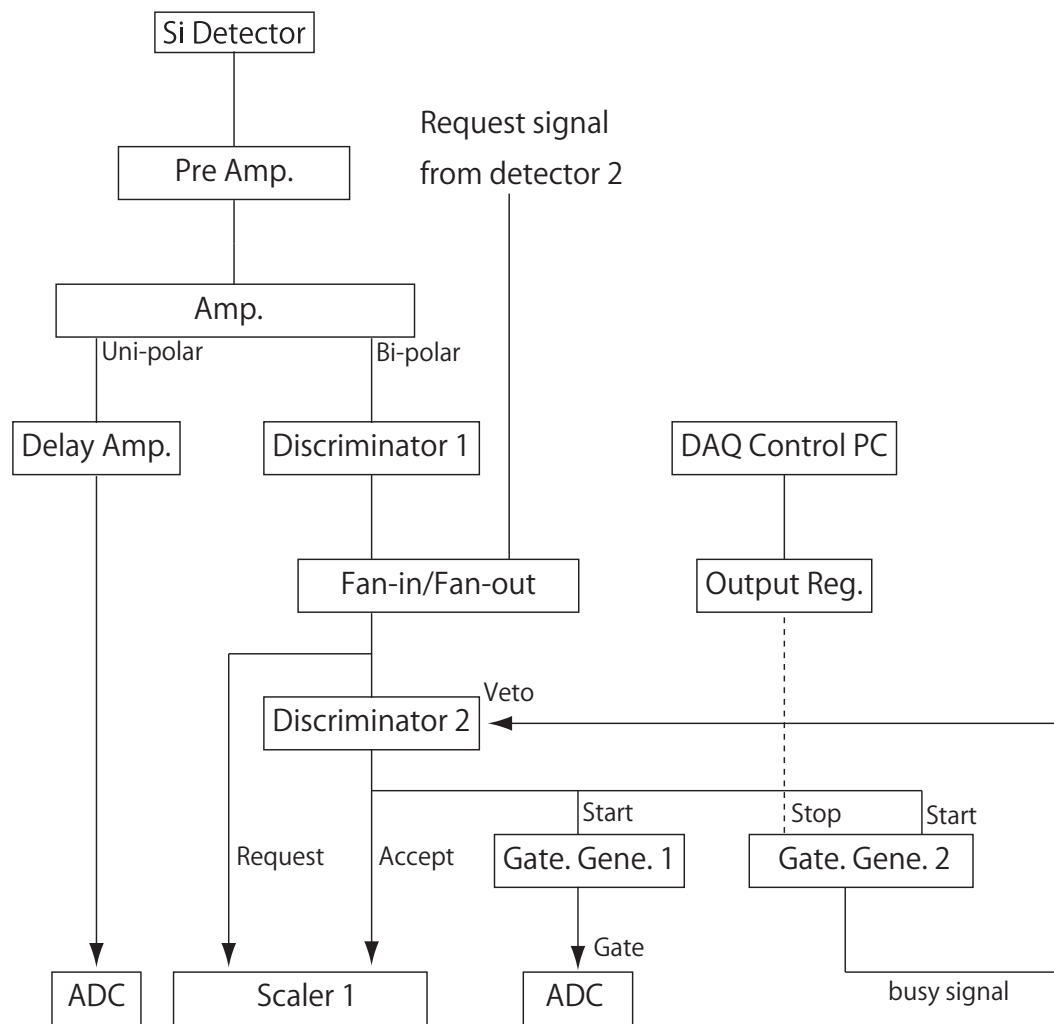 Si Detector
Request signal
from detector 2
Pre Amp.
Amp.
Uni-polar
Bi-polar
Delay Amp.
Discriminator 1
DAQ Control PC
Fan-in/Fan-out
Output Reg.
Veto
Discriminator 2
Start
Stop
Start
Request
Accept
Gate. Gene. 1
Gate. Gene. 2
Gate
ADC
Scaler 1
ADC
busy signal